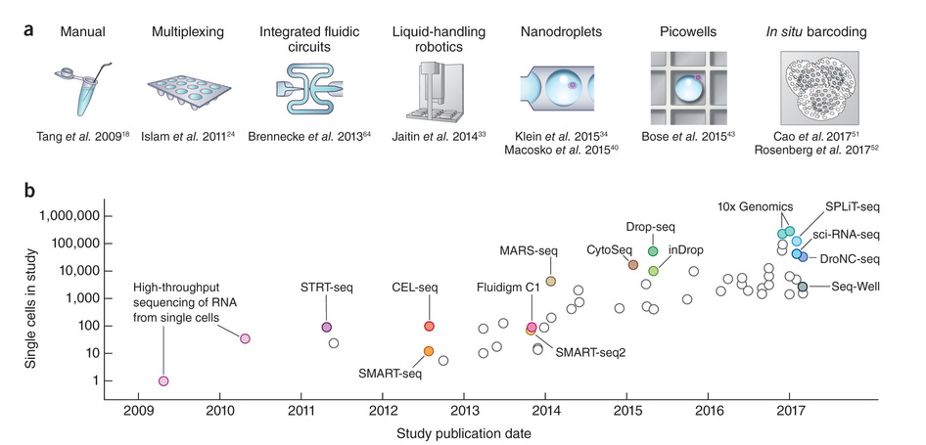 a
Manual
Multiplexing
Integrated fluidic
circuits
Liquid-handling
robotics
Nanodroplets
Picowells
In situ barcoding
Tang et al. 2009¹⁸
Islam et al. 2011²⁴
Brennecke et al. 2013⁶⁴
Jaitin et al. 2014³³
Klein et al. 2015³⁴
Macosko et al. 2015⁴⁰
Bose et al. 2015⁴³
Cao et al. 2017⁵¹
Rosenberg et al. 2017⁵²
b
Single cells in study
1,000,000
100,000
10,000
1,000
100
10
1
High-throughput
sequencing of RNA
from single cells
STRT-seq
CEL-seq
SMART-seq
Fluidigm C1
SMART-seq2
MARS-seq
CytoSeq
Drop-seq
inDrop
10x Genomics
SPLiT-seq
sci-RNA-seq
DroNC-seq
Seq-Well
2009
2010
2011
2012
2013
2014
2015
2016
2017
Study publication date